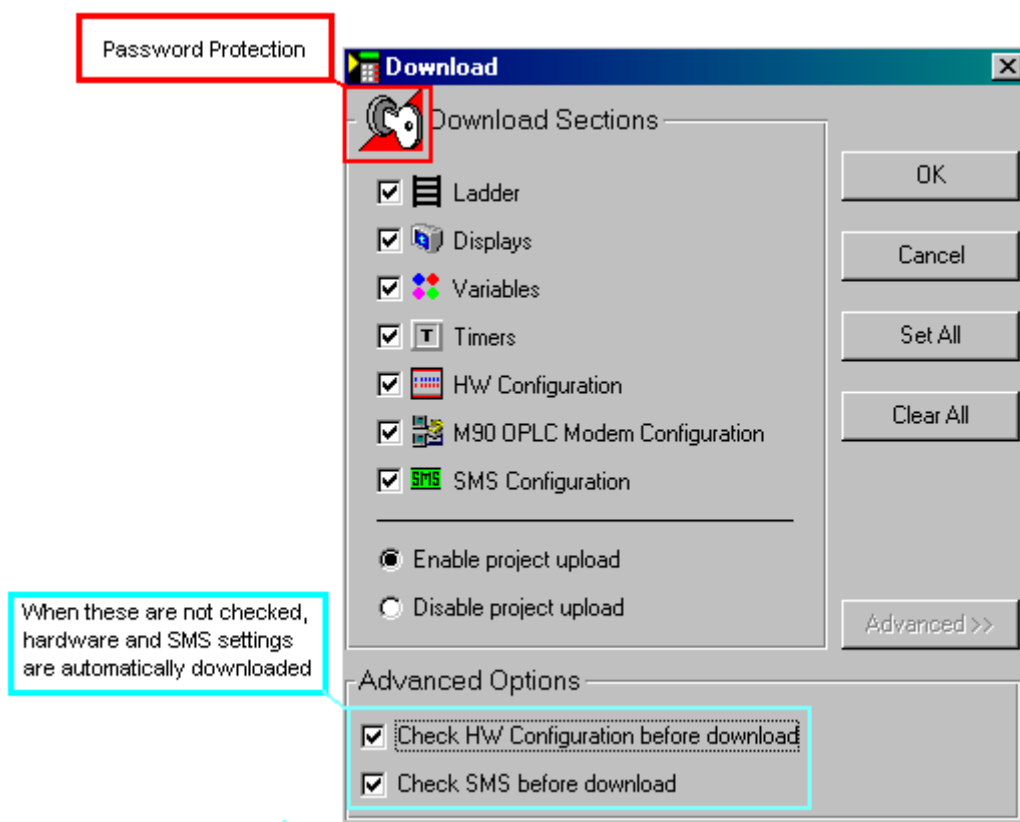 Password Protection
Download
Download Sections
Ladder
Displays
Variables
T Timers
HW Configuration
M90 OPLC Modem Configuration
SMS SMS Configuration
Enable project upload
Disable project upload
OK
Cancel
Set All
Clear All
Advanced >>
When these are not checked,
hardware and SMS settings
are automatically downloaded
Advanced Options
Check HW Configuration before download
Check SMS before download